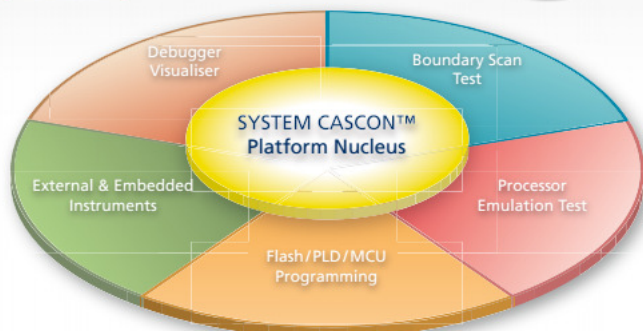 Debugger
Visualiser
Boundary Scan
Test
SYSTEM CASCON™
Platform Nucleus
External & Embedded
Instruments
Processor
Emulation Test
Flash/PLD/MCU
Programming